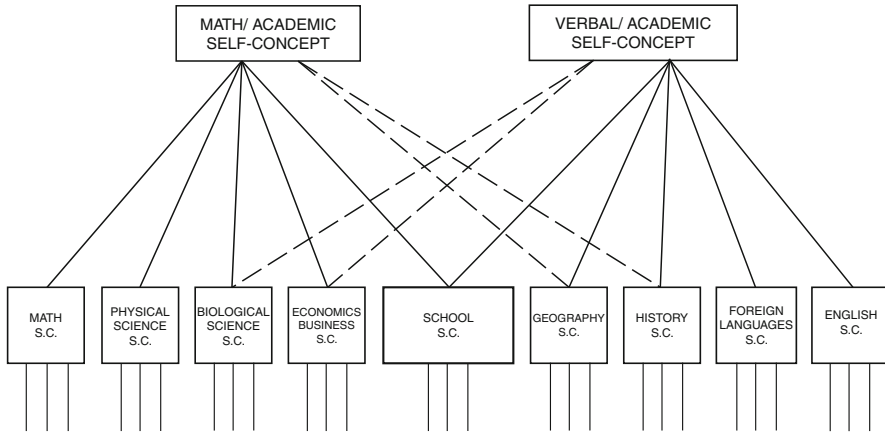 MATH/ ACADEMIC
SELF-CONCEPT
VERBAL/ ACADEMIC
SELF-CONCEPT
MATH
S.C.
PHYSICAL
SCIENCE
S.C.
BIOLOGICAL
SCIENCE
S.C.
ECONOMICS
BUSINESS
S.C.
SCHOOL
S.C.
GEOGRAPHY
S.C.
HISTORY
S.C.
FOREIGN
LANGUAGES
S.C.
ENGLISH
S.C.